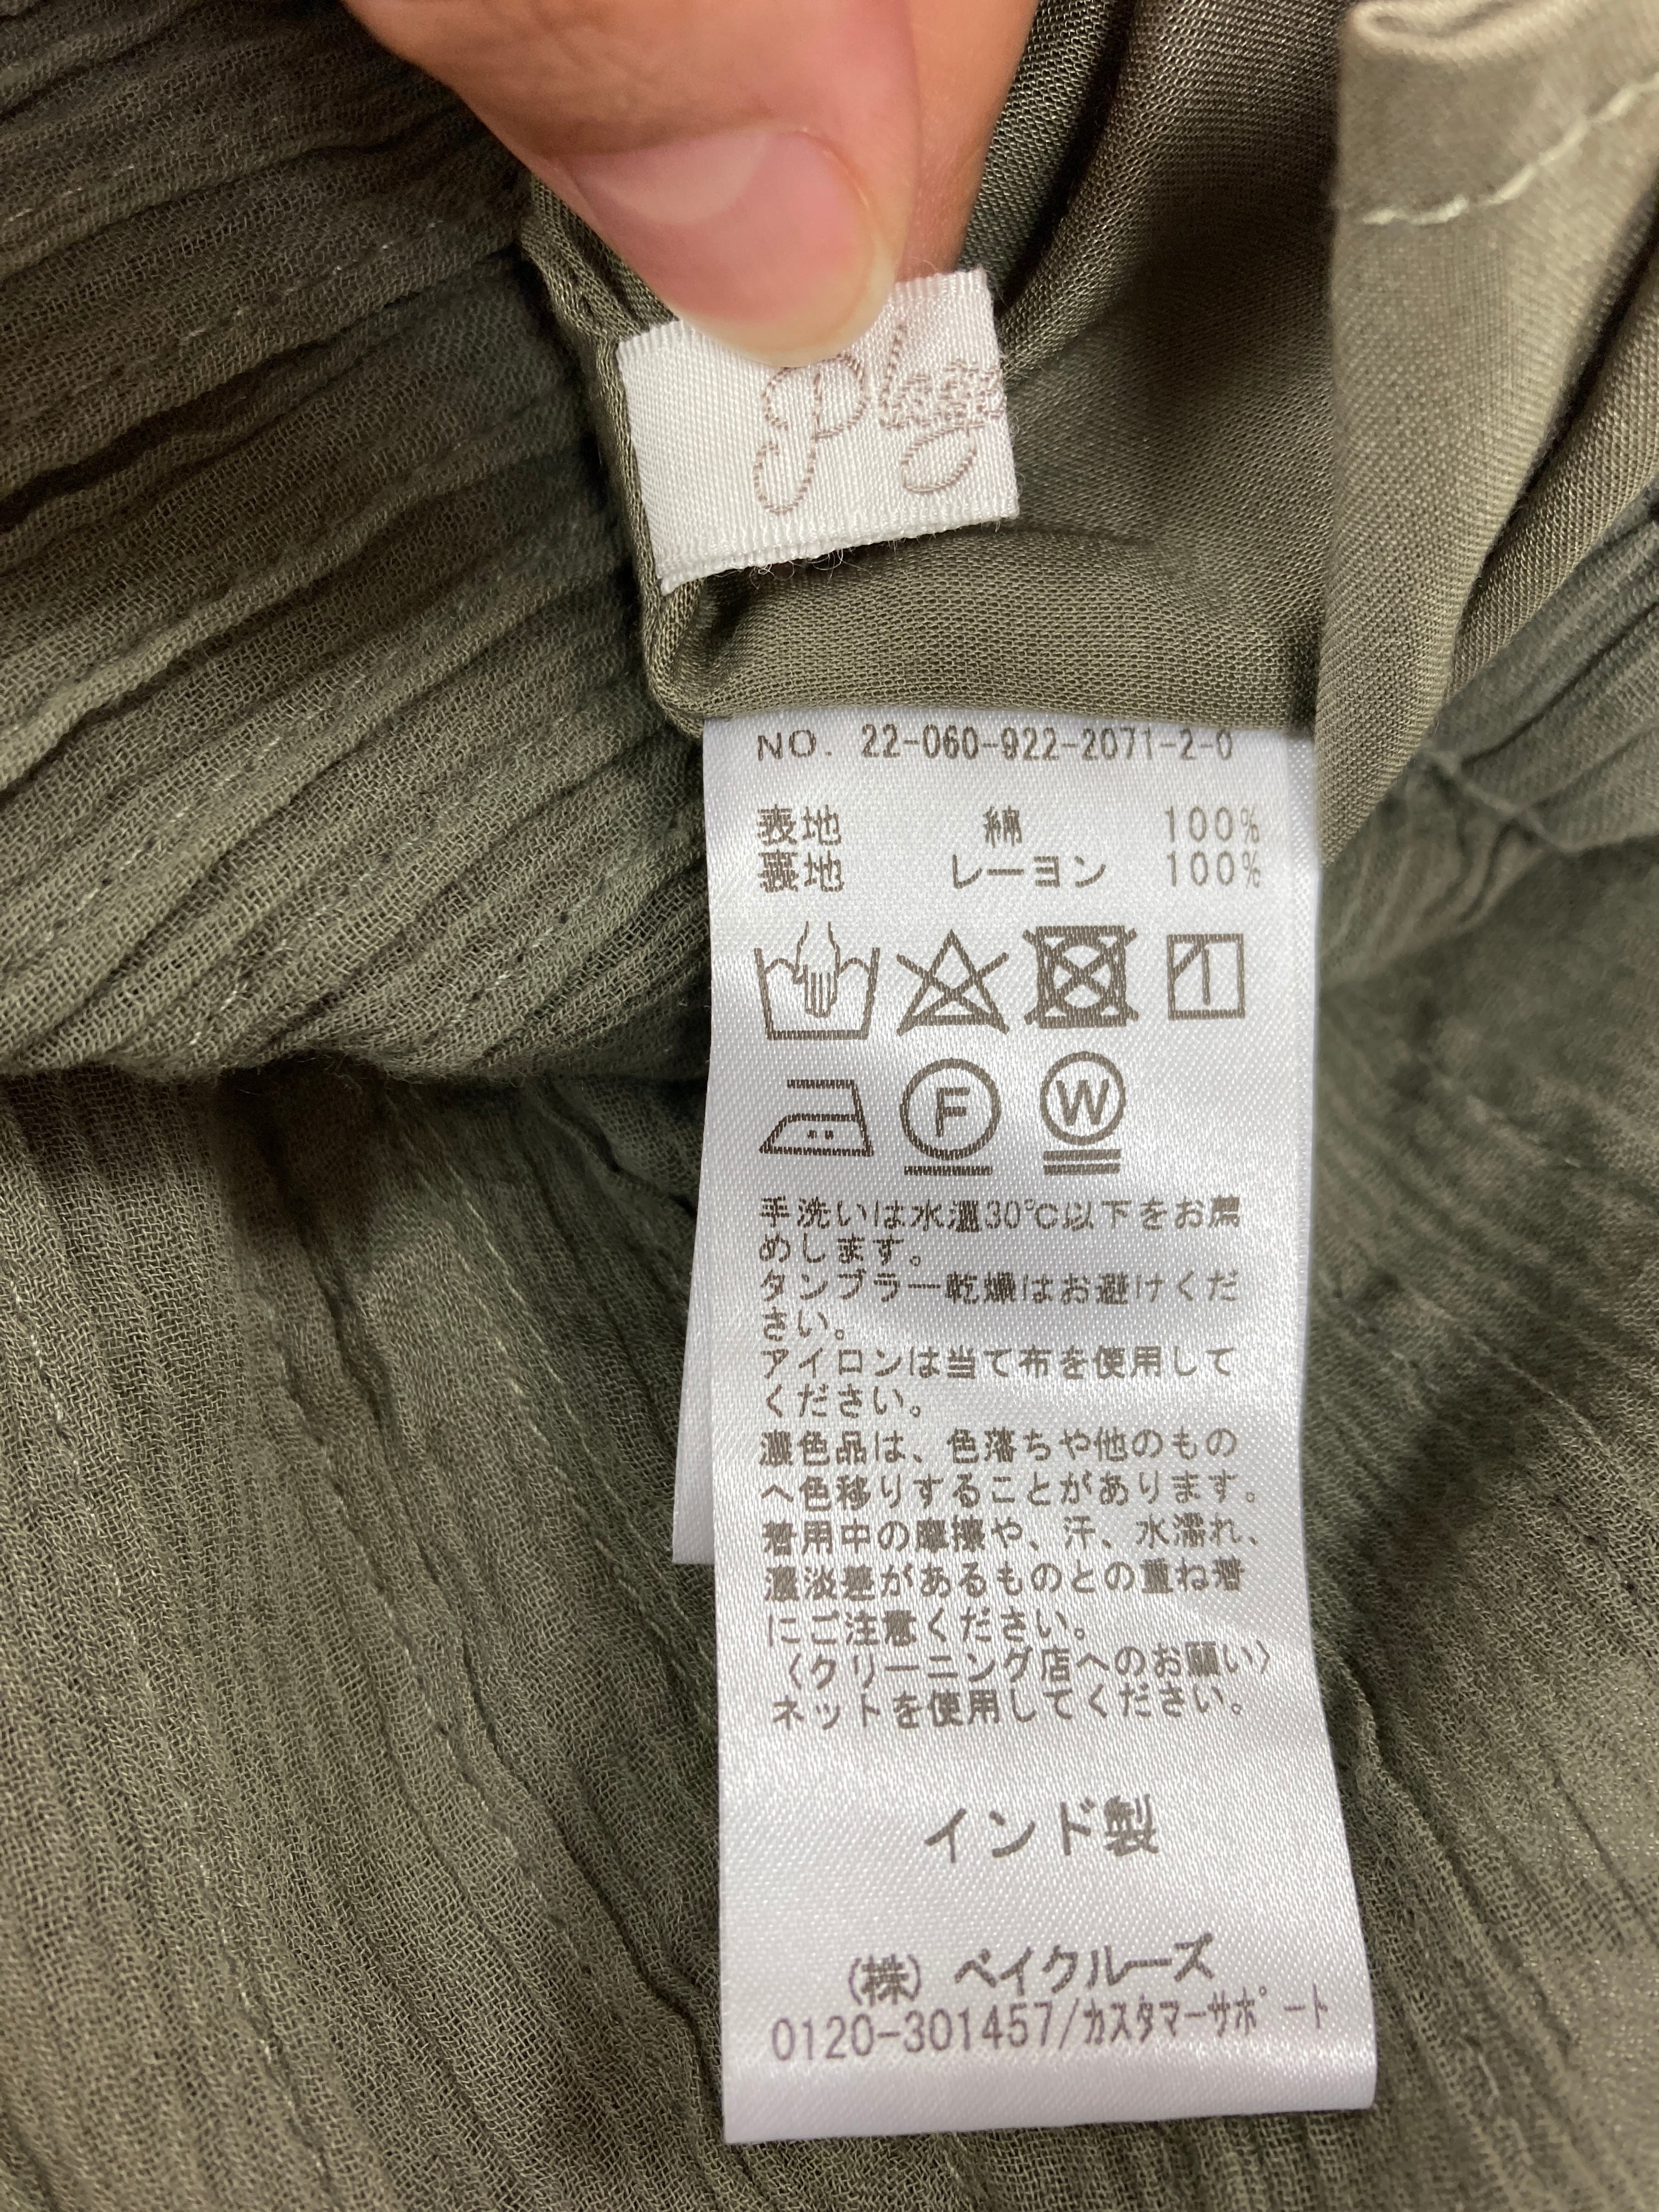 Plage
NO. 22-060-922-2071-2-0
表地 綿 100%
裏地 レーヨン 100%
F W
手洗いは水温30℃以下をお薦
めします。
タンブラー乾燥はお避けくだ
さい。
アイロンは当て布を使用して
ください。
濃色品は、色落ちや他のもの
へ色移りすることがあります。
着用中の摩擦や、汗、水濡れ、
濃淡差があるものとの重ね着
にご注意ください。
〈クリーニング店へのお願い〉
ネットを使用してください。
インド製
(株) ベイクルーズ
0120-301457/カスタマーサポート